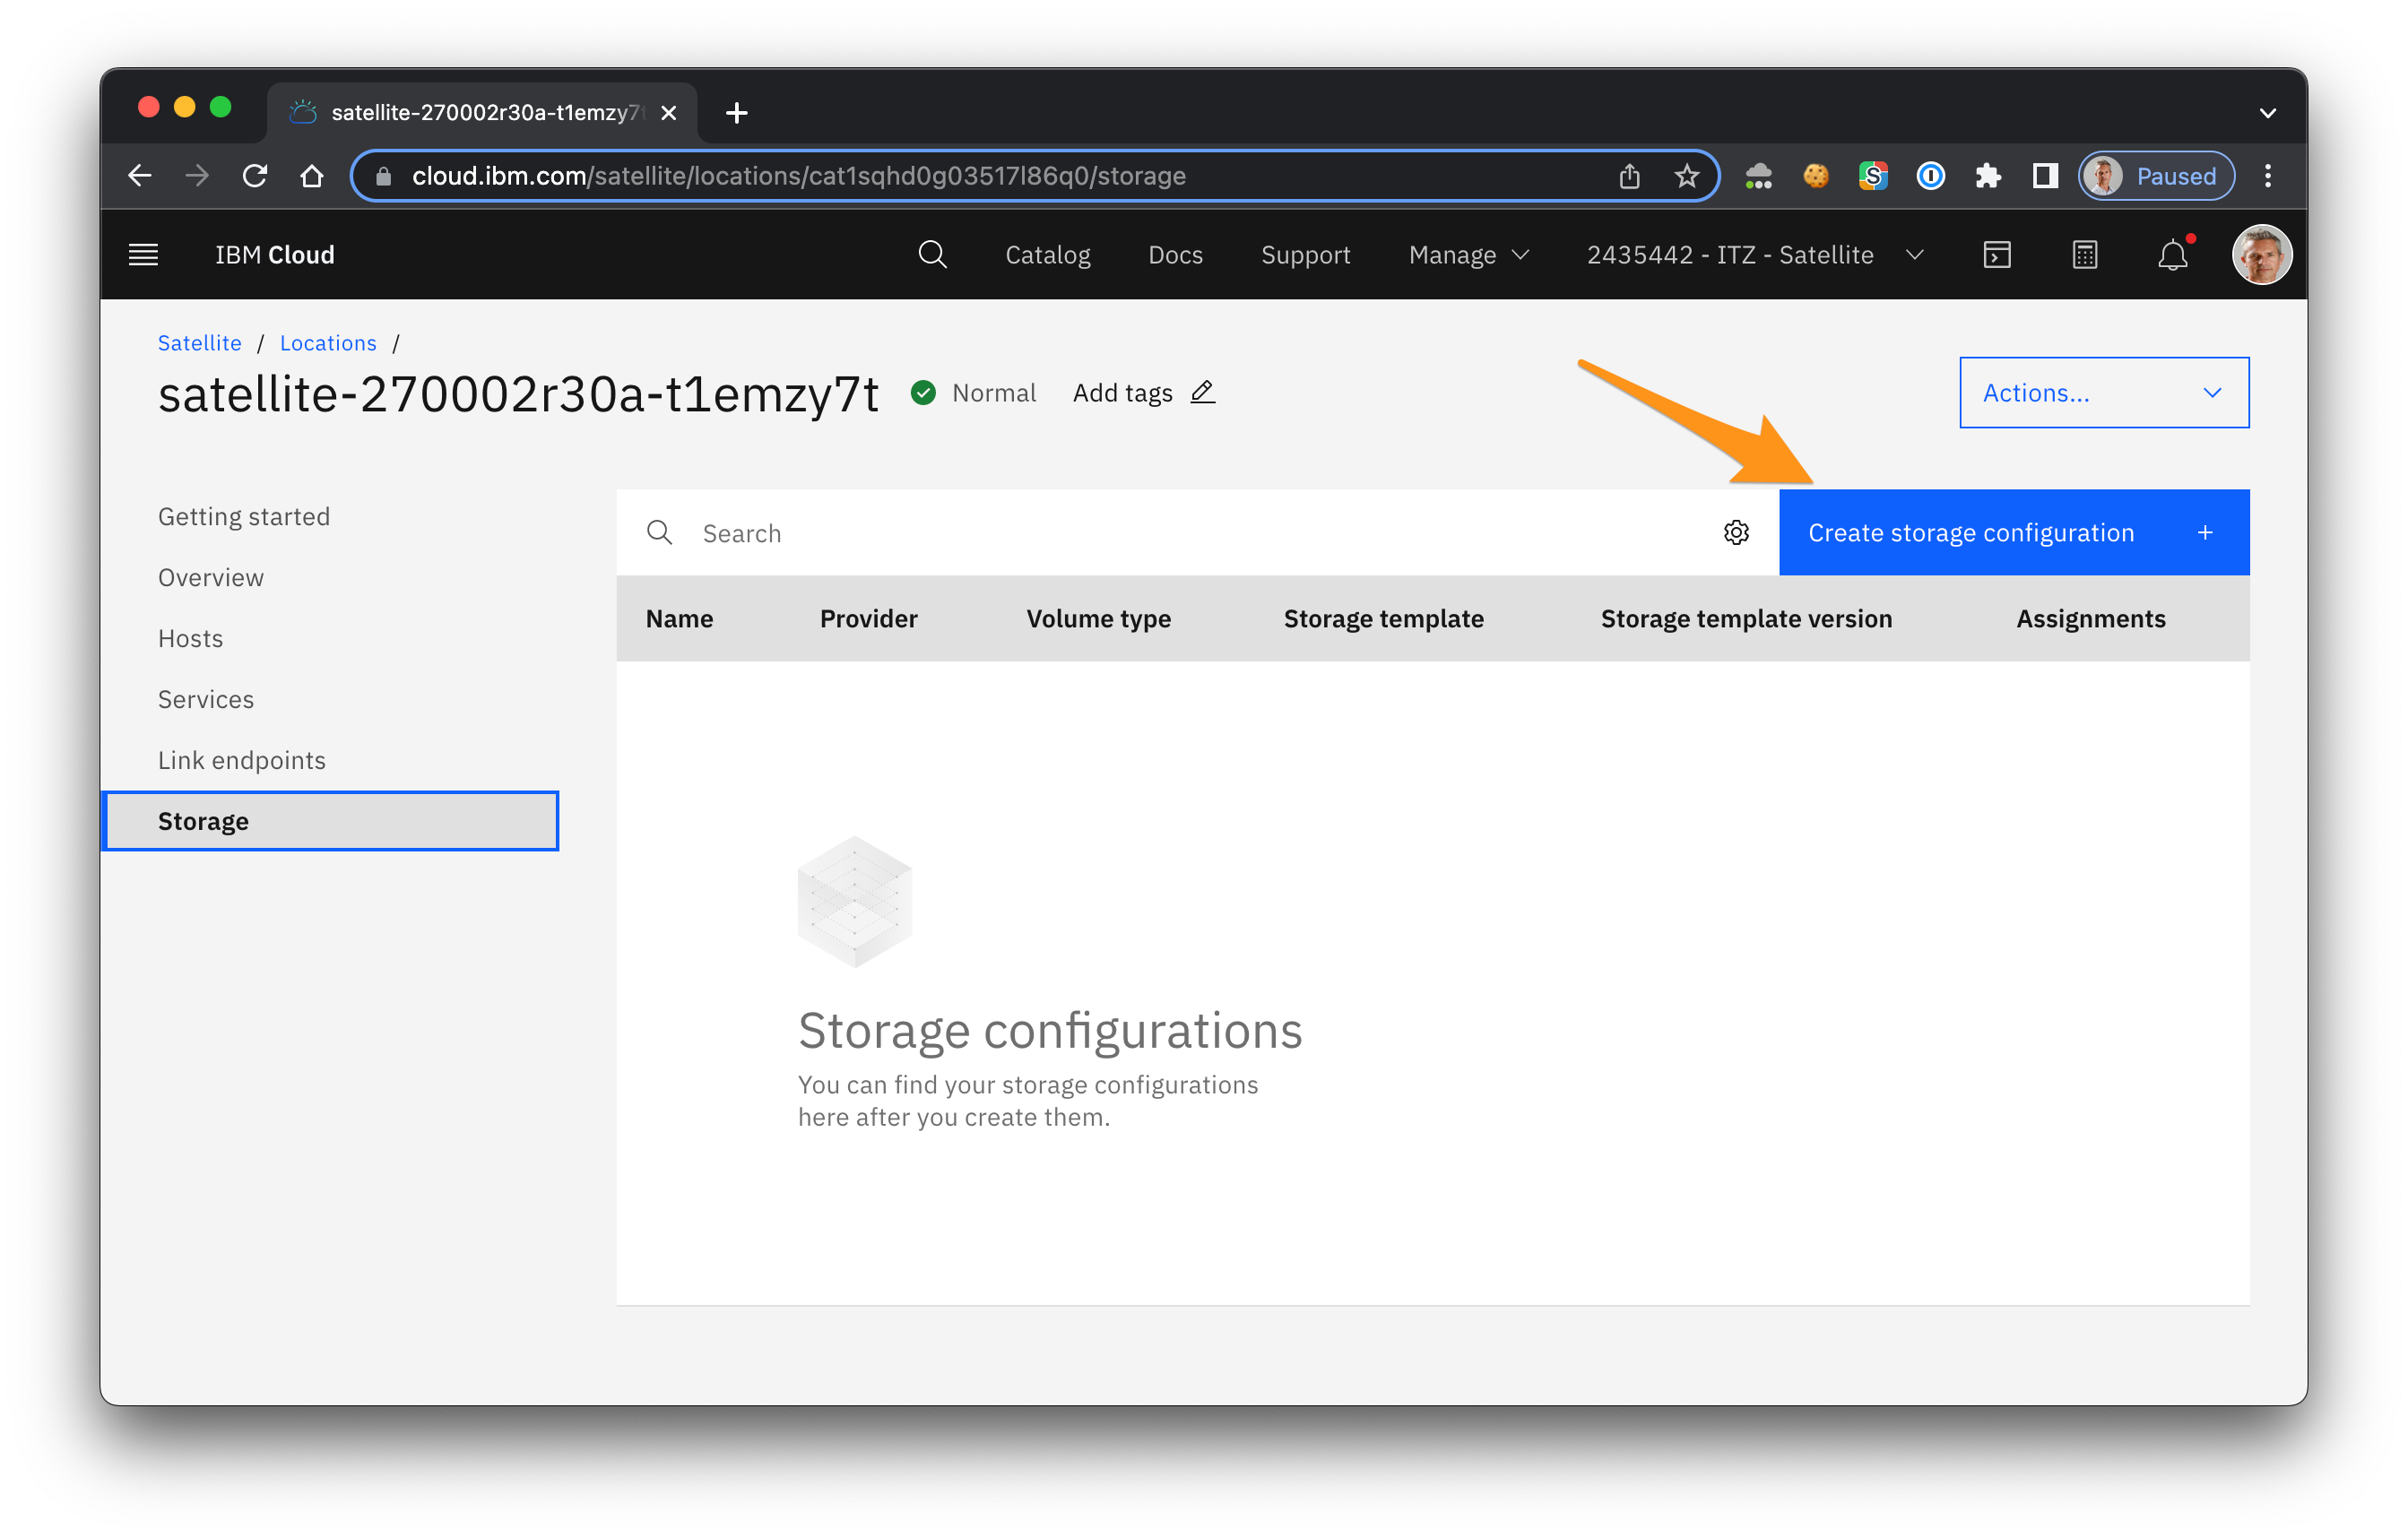 satellite-270002r30a-t1emzy7t
cloud.ibm.com/satellite/locations/cat1sqhd0g03517l86q0/storage
Paused
IBM Cloud
Catalog
Docs
Support
Manage
2435442 - ITZ - Satellite
Satellite / Locations /
satellite-270002r30a-t1emzy7t
Normal
Add tags
Actions...
Getting started
Overview
Hosts
Services
Link endpoints
Storage
Search
Create storage configuration +
Name
Provider
Volume type
Storage template
Storage template version
Assignments
Storage configurations
You can find your storage configurations
here after you create them.